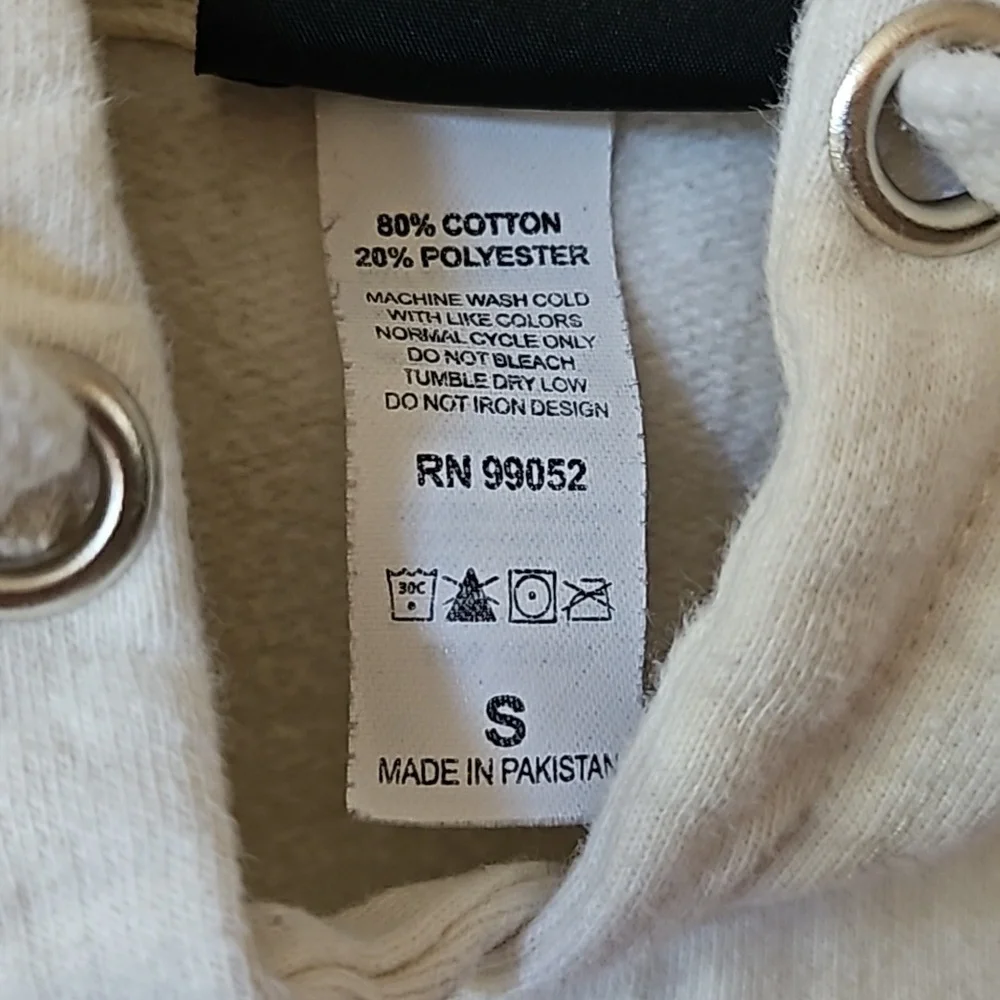 80% COTTON
20% POLYESTER
MACHINE WASH COLD
WITH LIKE COLORS
NORMAL CYCLE ONLY
DO NOT BLEACH
TUMBLE DRY LOW
DO NOT IRON DESIGN
RN 99052
30C
S
MADE IN PAKISTAN